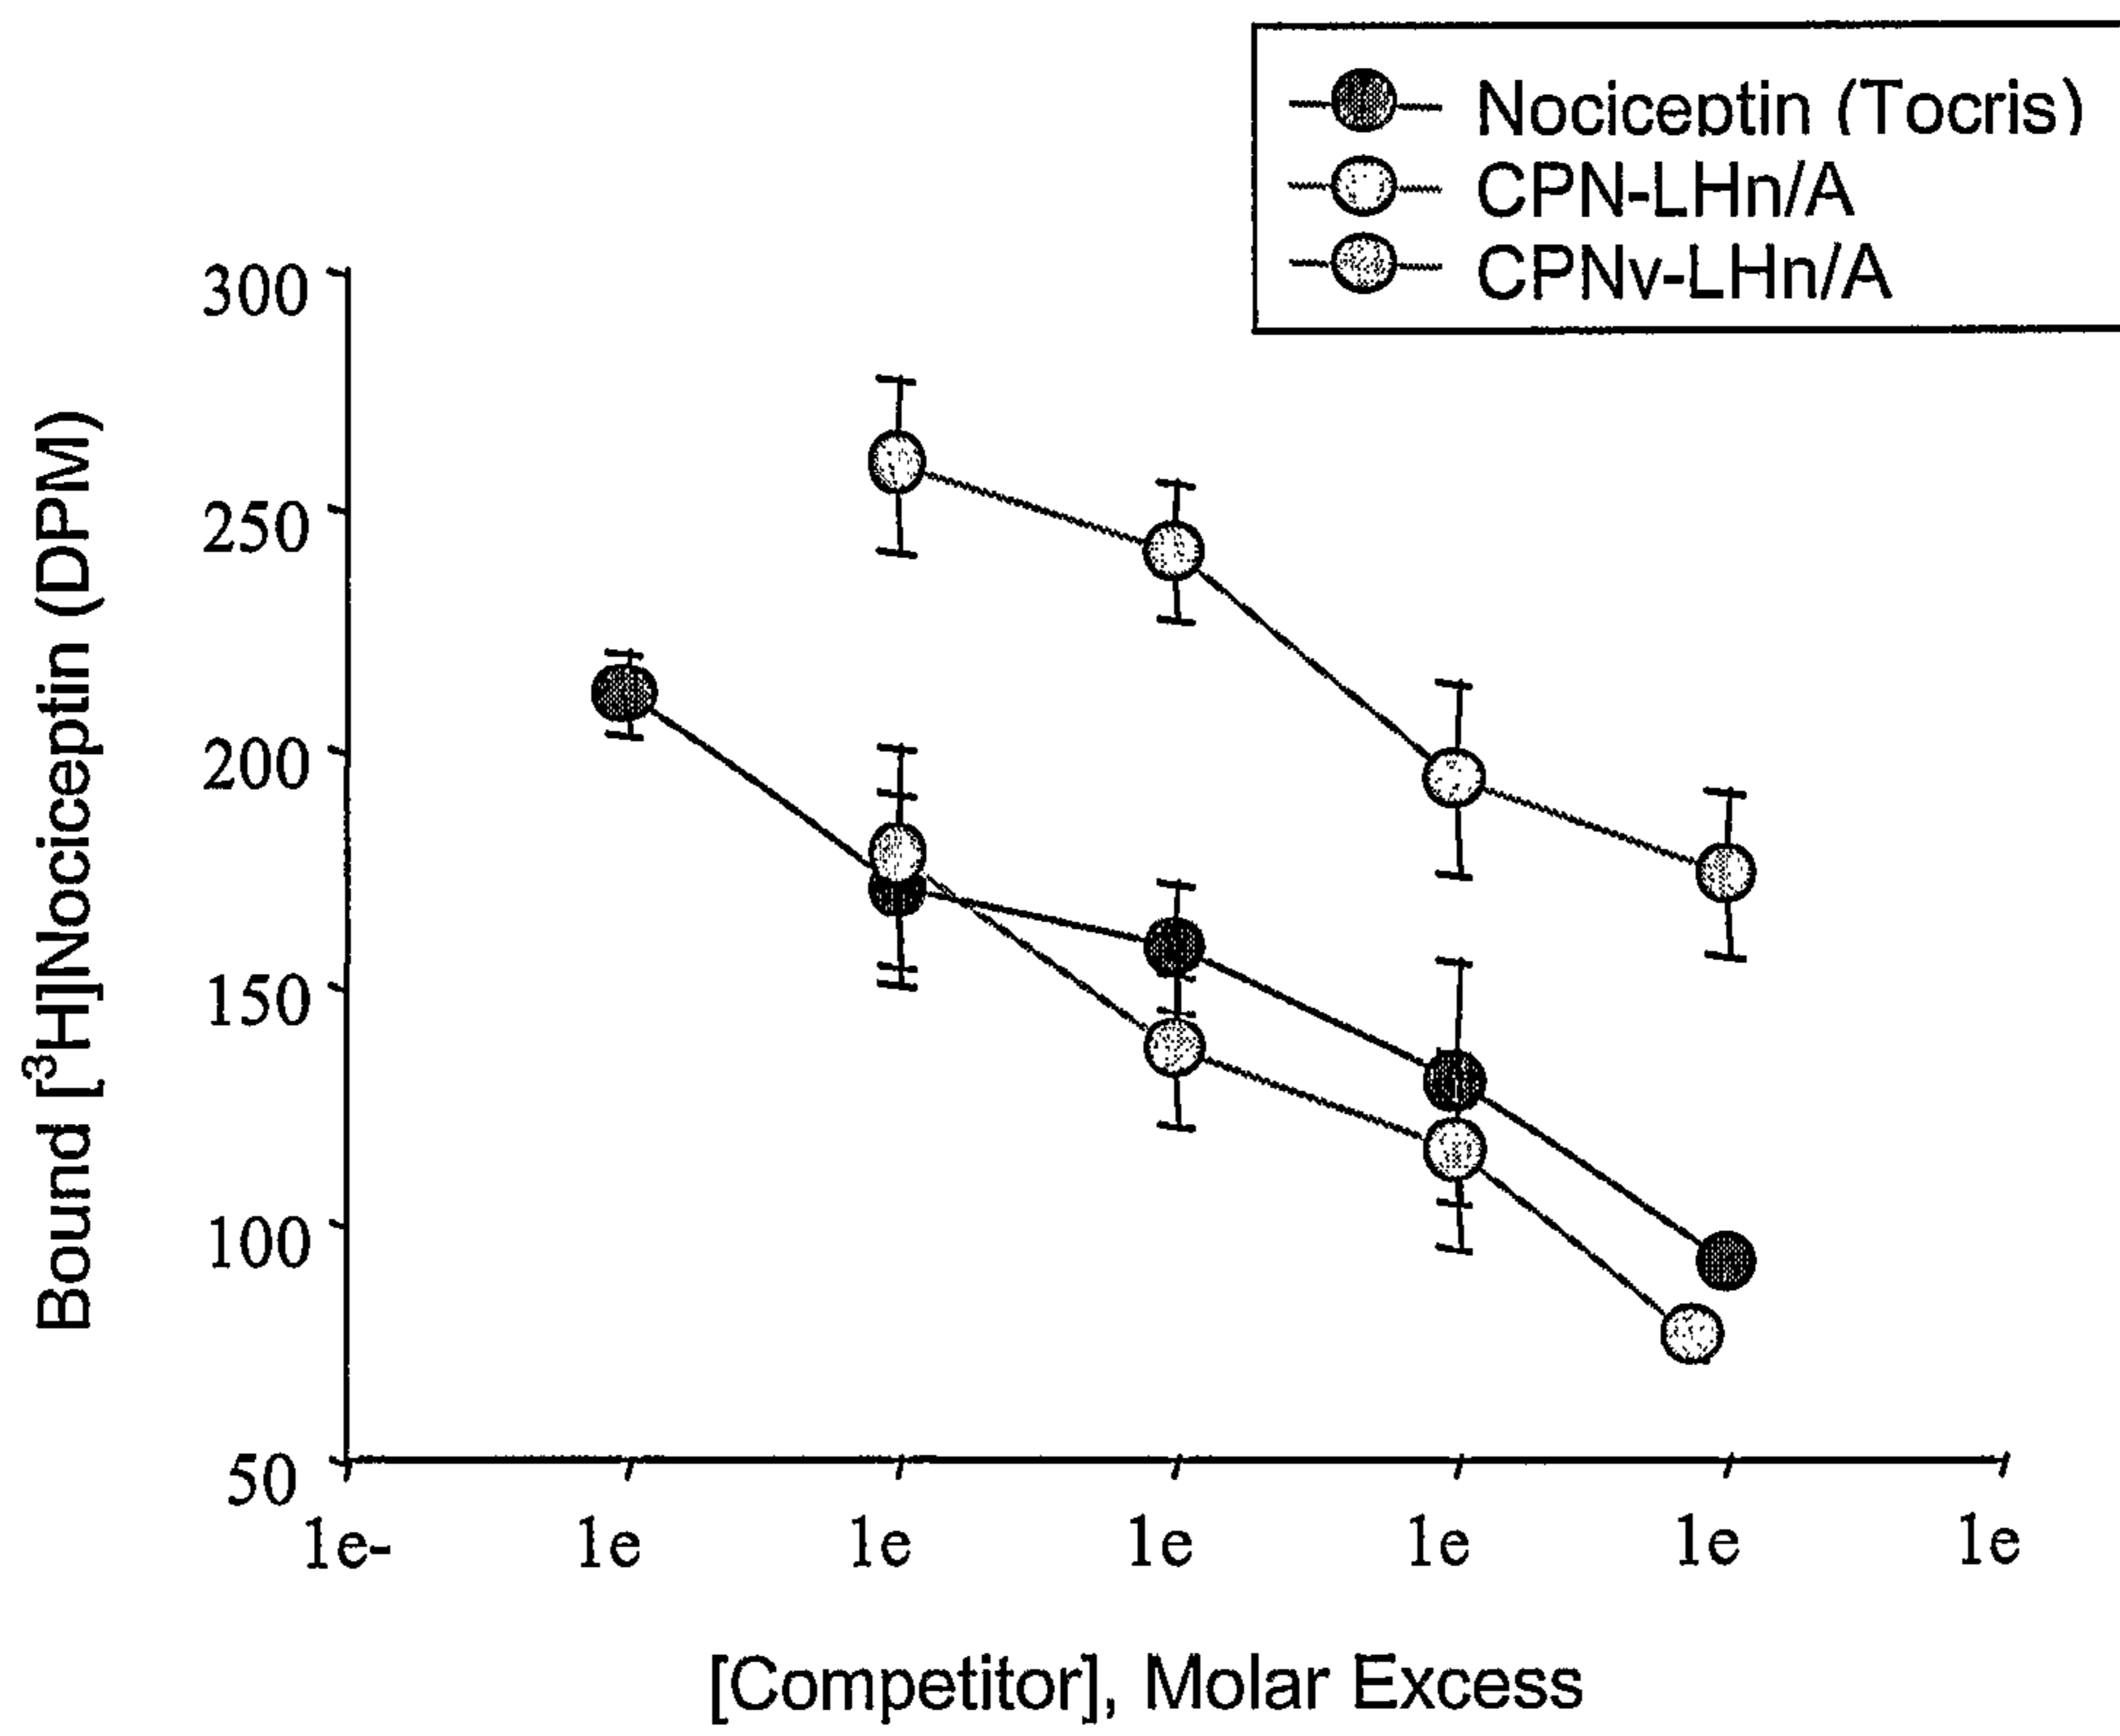 Nociceptin (Tocris)
CPN-LHn/A
CPNv-LHn/A
300
250
200
150
100
50
Bound [³H]Nociceptin (DPM)
1e- 1e 1e 1e 1e 1e 1e
[Competitor], Molar Excess